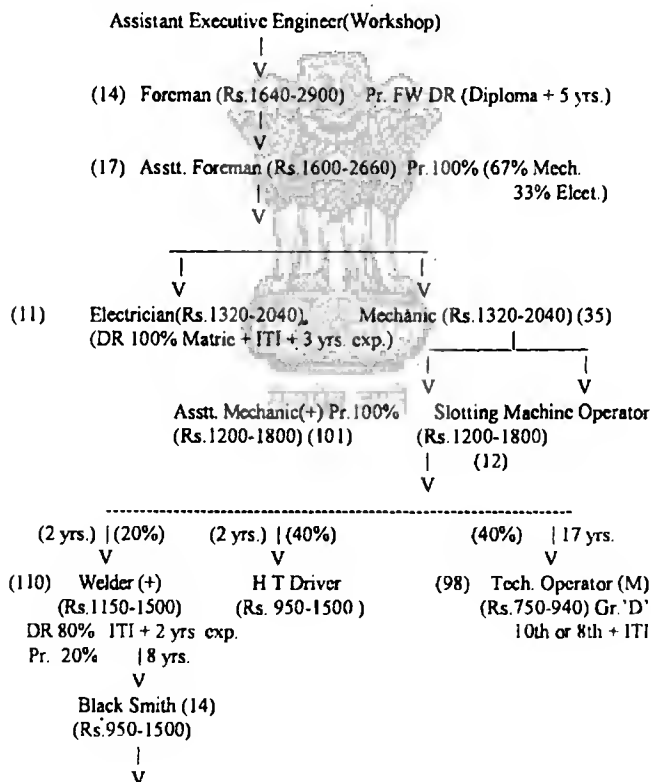 Assistant Executive Engineer(Workshop)
(14) Foreman (Rs.1640-2900) Pr. FW DR (Diploma + 5 yrs.)
(17) Asstt. Foreman (Rs.1600-2660) Pr.100% (67% Mech.
33% Elcet.)
(11) Electrician(Rs.1320-2040) Mechanic (Rs.1320-2040) (35)
(DR 100% Matric + ITI + 3 yrs. exp.)
Asstt. Mechanic(+) Pr.100% Slotting Machine Operator
(Rs.1200-1800) (101) (Rs.1200-1800)
(12)
(2 yrs.) (20%) (2 yrs.) (40%) (40%) 17 yrs.
(110) Welder (+) H T Driver (98) Tech. Operator (M)
(Rs.1150-1500) (Rs. 950-1500 ) (Rs.750-940) Gr.'D'
DR 80% ITI + 2 yrs exp. 10th or 8th + ITI
Pr. 20% 8 yrs.
Black Smith (14)
(Rs.950-1500)